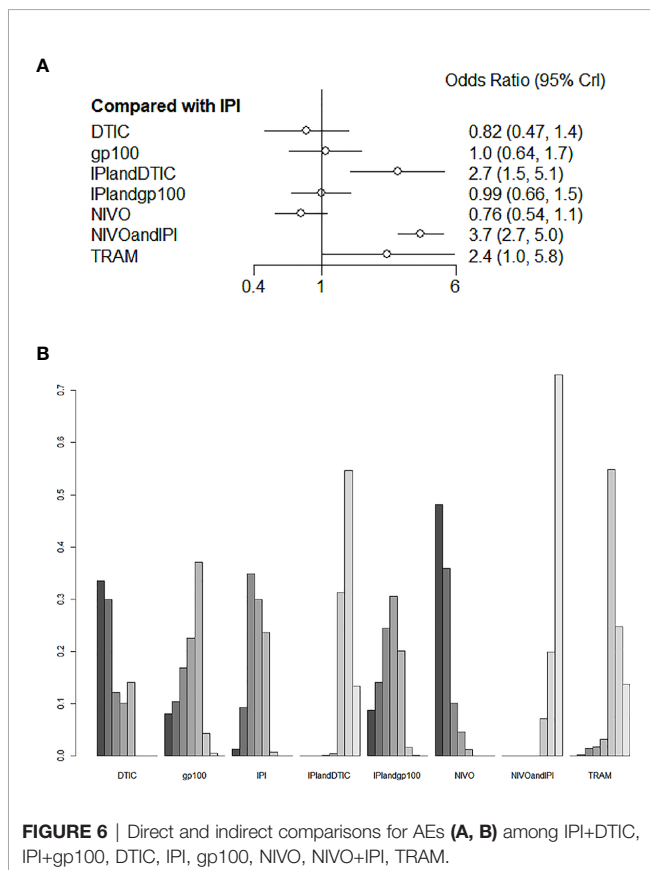 A
Odds Ratio (95% CrI)
Compared with IPI
DTIC 0.82 (0.47, 1.4)
gp100 1.0 (0.64, 1.7)
IPIandDTIC 2.7 (1.5, 5.1)
IPIandgp100 0.99 (0.66, 1.5)
NIVO 0.76 (0.54, 1.1)
NIVOandIPI 3.7 (2.7, 5.0)
TRAM 2.4 (1.0, 5.8)
0.4 1 6
B
0.7
0.6
0.5
0.4
0.3
0.2
0.1
0.0
DTIC gp100 IPI IPIandDTIC IPIandgp100 NIVO NIVOandIPI TRAM
FIGURE 6 | Direct and indirect comparisons for AEs (A, B) among IPI+DTIC,
IPI+gp100, DTIC, IPI, gp100, NIVO, NIVO+IPI, TRAM.